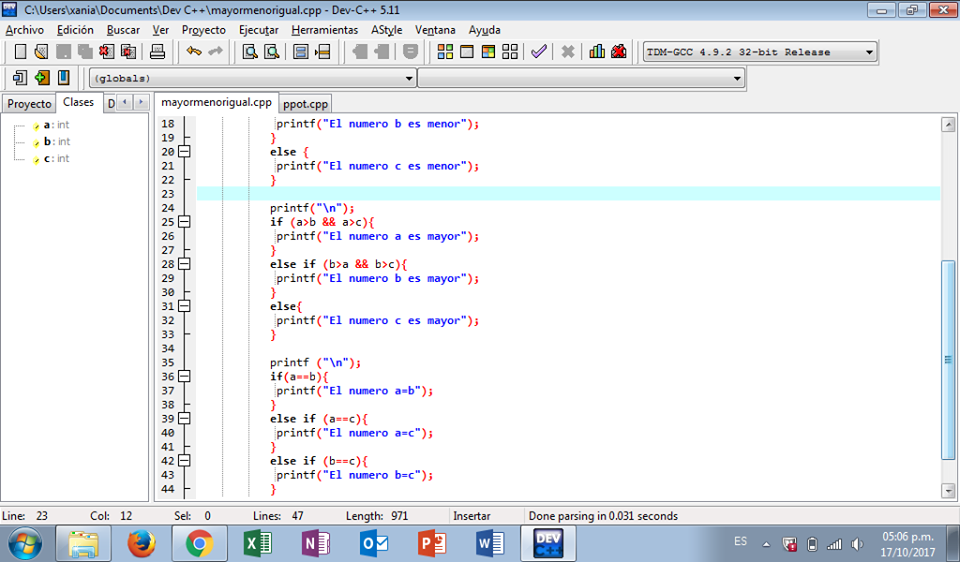 C:\Users\xania\Documents\Dev C++\mayormenorigual.cpp - Dev-C++ 5.11
Archivo Edición Buscar Ver Proyecto Ejecutar Herramientas AStyle Ventana Ayuda
TDM-GCC 4.9.2 32-bit Release
(globals)
Proyecto Clases D mayormenorigual.cpp ppot.cpp
a: int
b: int
c: int
18 printf("El numero b es menor");
19 }
20 else {
21 printf("El numero c es menor");
22 }
23
24 printf("\n");
25 if (a>b && a>c){
26 printf("El numero a es mayor");
27 }
28 else if (b>a && b>c){
29 printf("El numero b es mayor");
30 }
31 else{
32 printf("El numero c es mayor");
33 }
34
35 printf ("\n");
36 if(a==b){
37 printf("El numero a=b");
38 }
39 else if (a==c){
40 printf("El numero a=c");
41 }
42 else if (b==c){
43 printf("El numero b=c");
44 }
Line: 23 Col: 12 Sel: 0 Lines: 47 Length: 971 Insertar Done parsing in 0.031 seconds
DEV
C++
ES
05:06 p.m.
17/10/2017